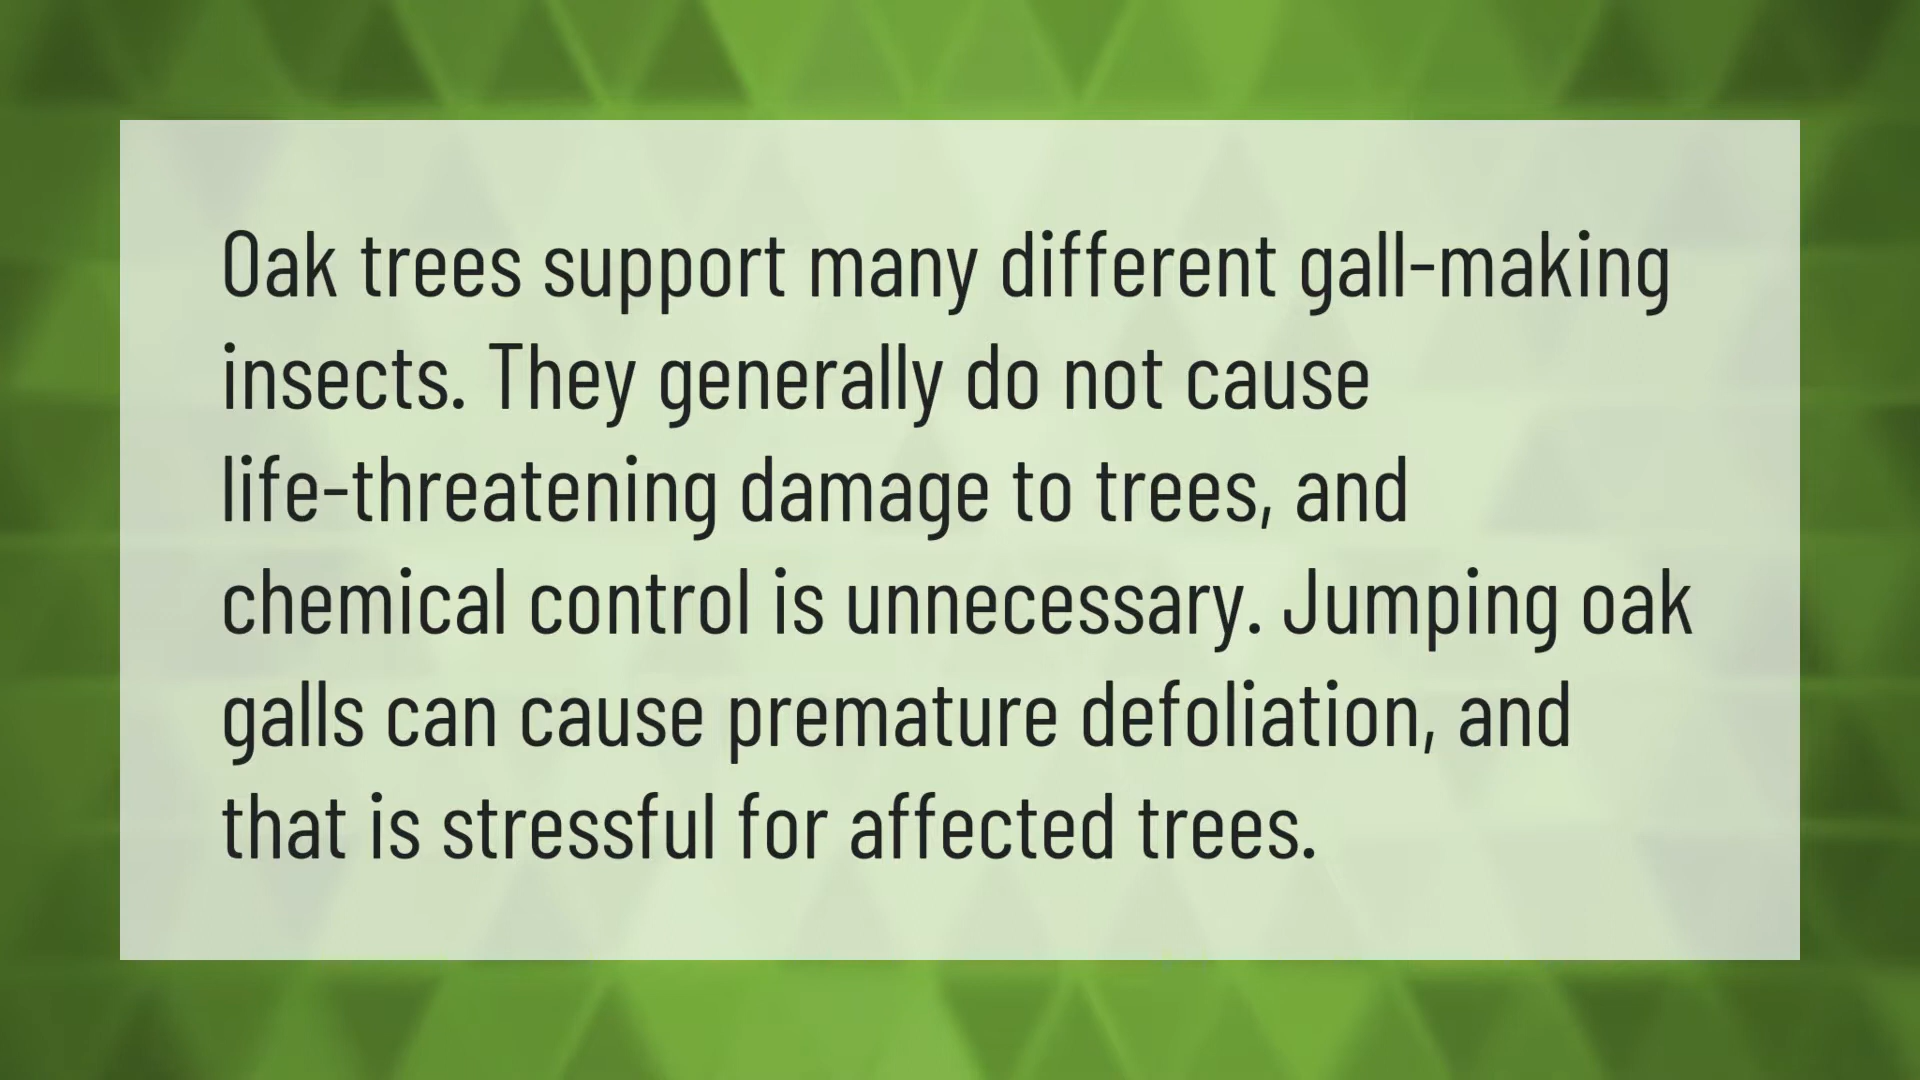 Oak trees support many different gall-making
insects. They generally do not cause
life-threatening damage to trees, and
chemical control is unnecessary. Jumping oak
galls can cause premature defoliation, and
that is stressful for affected trees.